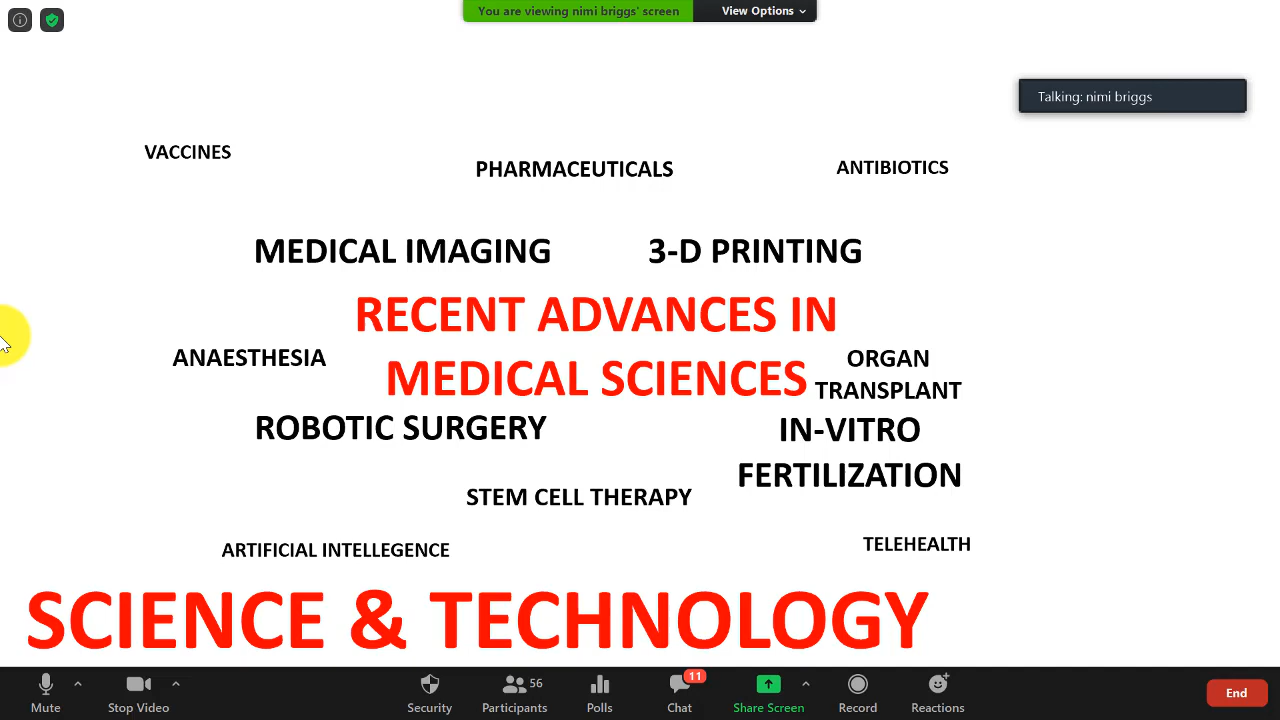 You are viewing nimi briggs' screen
View Options
Talking: nimi briggs
VACCINES
PHARMACEUTICALS
ANTIBIOTICS
MEDICAL IMAGING
3-D PRINTING
RECENT ADVANCES IN
MEDICAL SCIENCES
ANAESTHESIA
ORGAN
TRANSPLANT
ROBOTIC SURGERY
IN-VITRO
FERTILIZATION
STEM CELL THERAPY
ARTIFICIAL INTELLEGENCE
TELEHEALTH
SCIENCE & TECHNOLOGY
Mute
Stop Video
Security
56
Participants
Polls
11
Chat
Share Screen
Record
Reactions
End